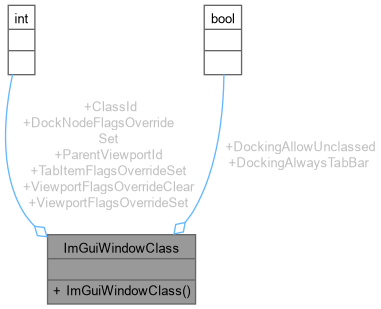 int
bool
+ClassId
+DockNodeFlagsOverride
Set
+ParentViewportId
+TabItemFlagsOverrideSet
+ViewportFlagsOverrideClear
+ViewportFlagsOverrideSet
+DockingAllowUnclassed
+DockingAlwaysTabBar
ImGuiWindowClass
+ ImGuiWindowClass()